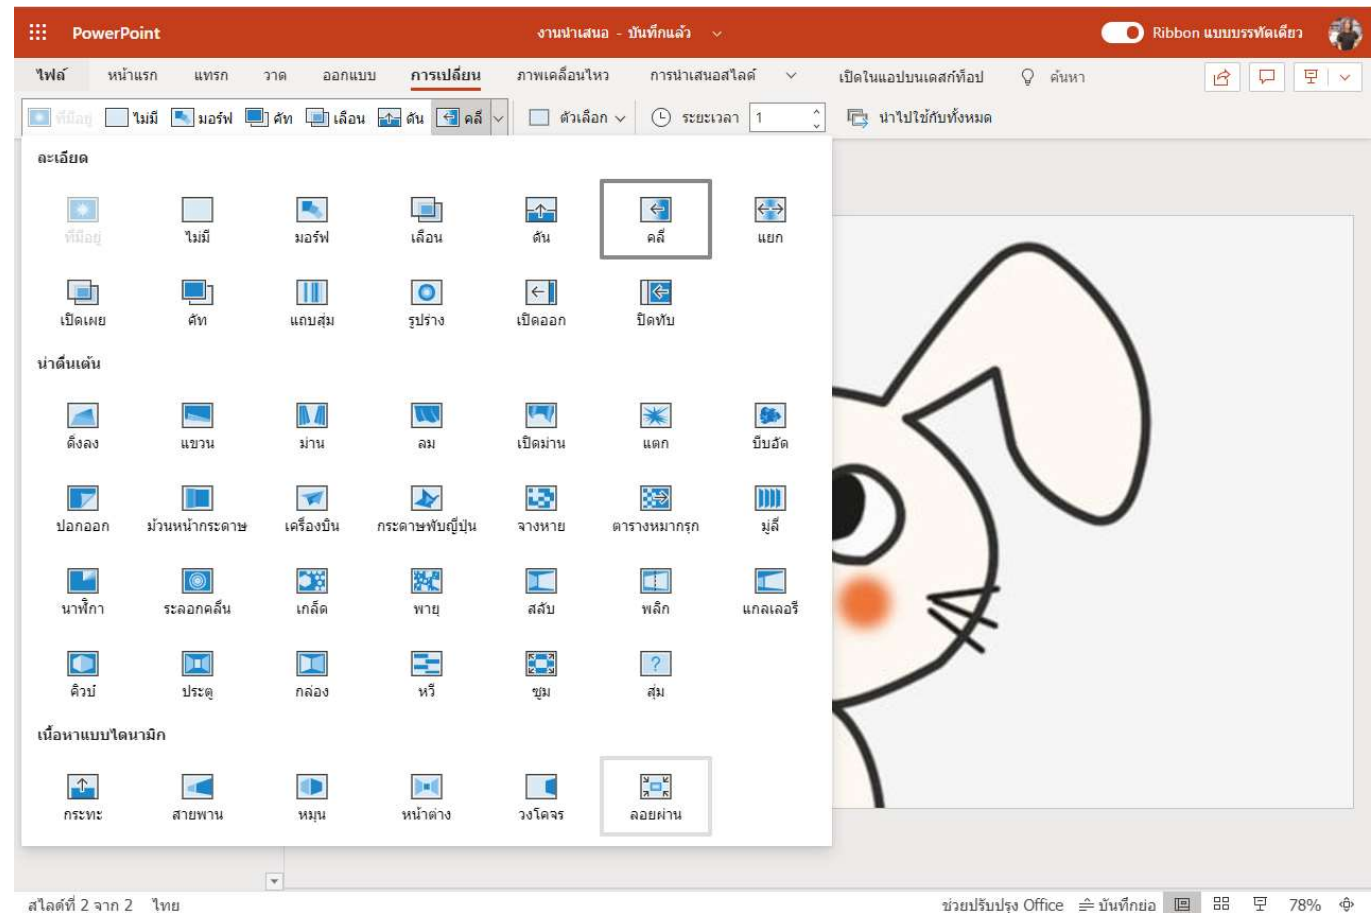 PowerPoint งานนำเสนอ - บันทึกแล้ว Ribbon แบบบรรทัดเดียว
ไฟล์ หน้าแรก แทรก วาด ออกแบบ การเปลี่ยน ภาพเคลื่อนไหว การนำเสนอสไลด์ เปิดในแอปบนเดสก์ท็อป ค้นหา
ที่มีอยู่ ไม่มี มอร์ฟ คัท เลือน ดัน คลี่ ตัวเลือก ระยะเวลา 1 นำไปใช้กับทั้งหมด
ละเอียด
ที่มีอยู่ ไม่มี มอร์ฟ เลือน ดัน คลี่ แยก
เปิดเผย คัท แถบสุ่ม รูปร่าง เปิดออก ปิดทับ
น่าตื่นเต้น
ดิ่งลง แขวน ม่าน ลม เปิดม่าน แตก บีบอัด
ปอกออก ม้วนหน้ากระดาษ เครื่องบิน กระดาษพับญี่ปุ่น จางหาย ตารางหมากรุก มู่ลี่
นาฬิกา ระลอกคลื่น เกล็ด พายุ สลับ พลิก แกลเลอรี
คิวบ์ ประตู กล่อง หวี ซูม สุ่ม
เนื้อหาแบบไดนามิก
กระทะ สายพาน หมุน หน้าต่าง วงโคจร ลอยผ่าน
สไลด์ที่ 2 จาก 2 ไทย ช่วยปรับปรุง Office บันทึกย่อ 78%